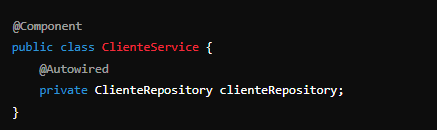 @Component
public class ClienteService {
    @Autowired
    private ClienteRepository clienteRepository;
}